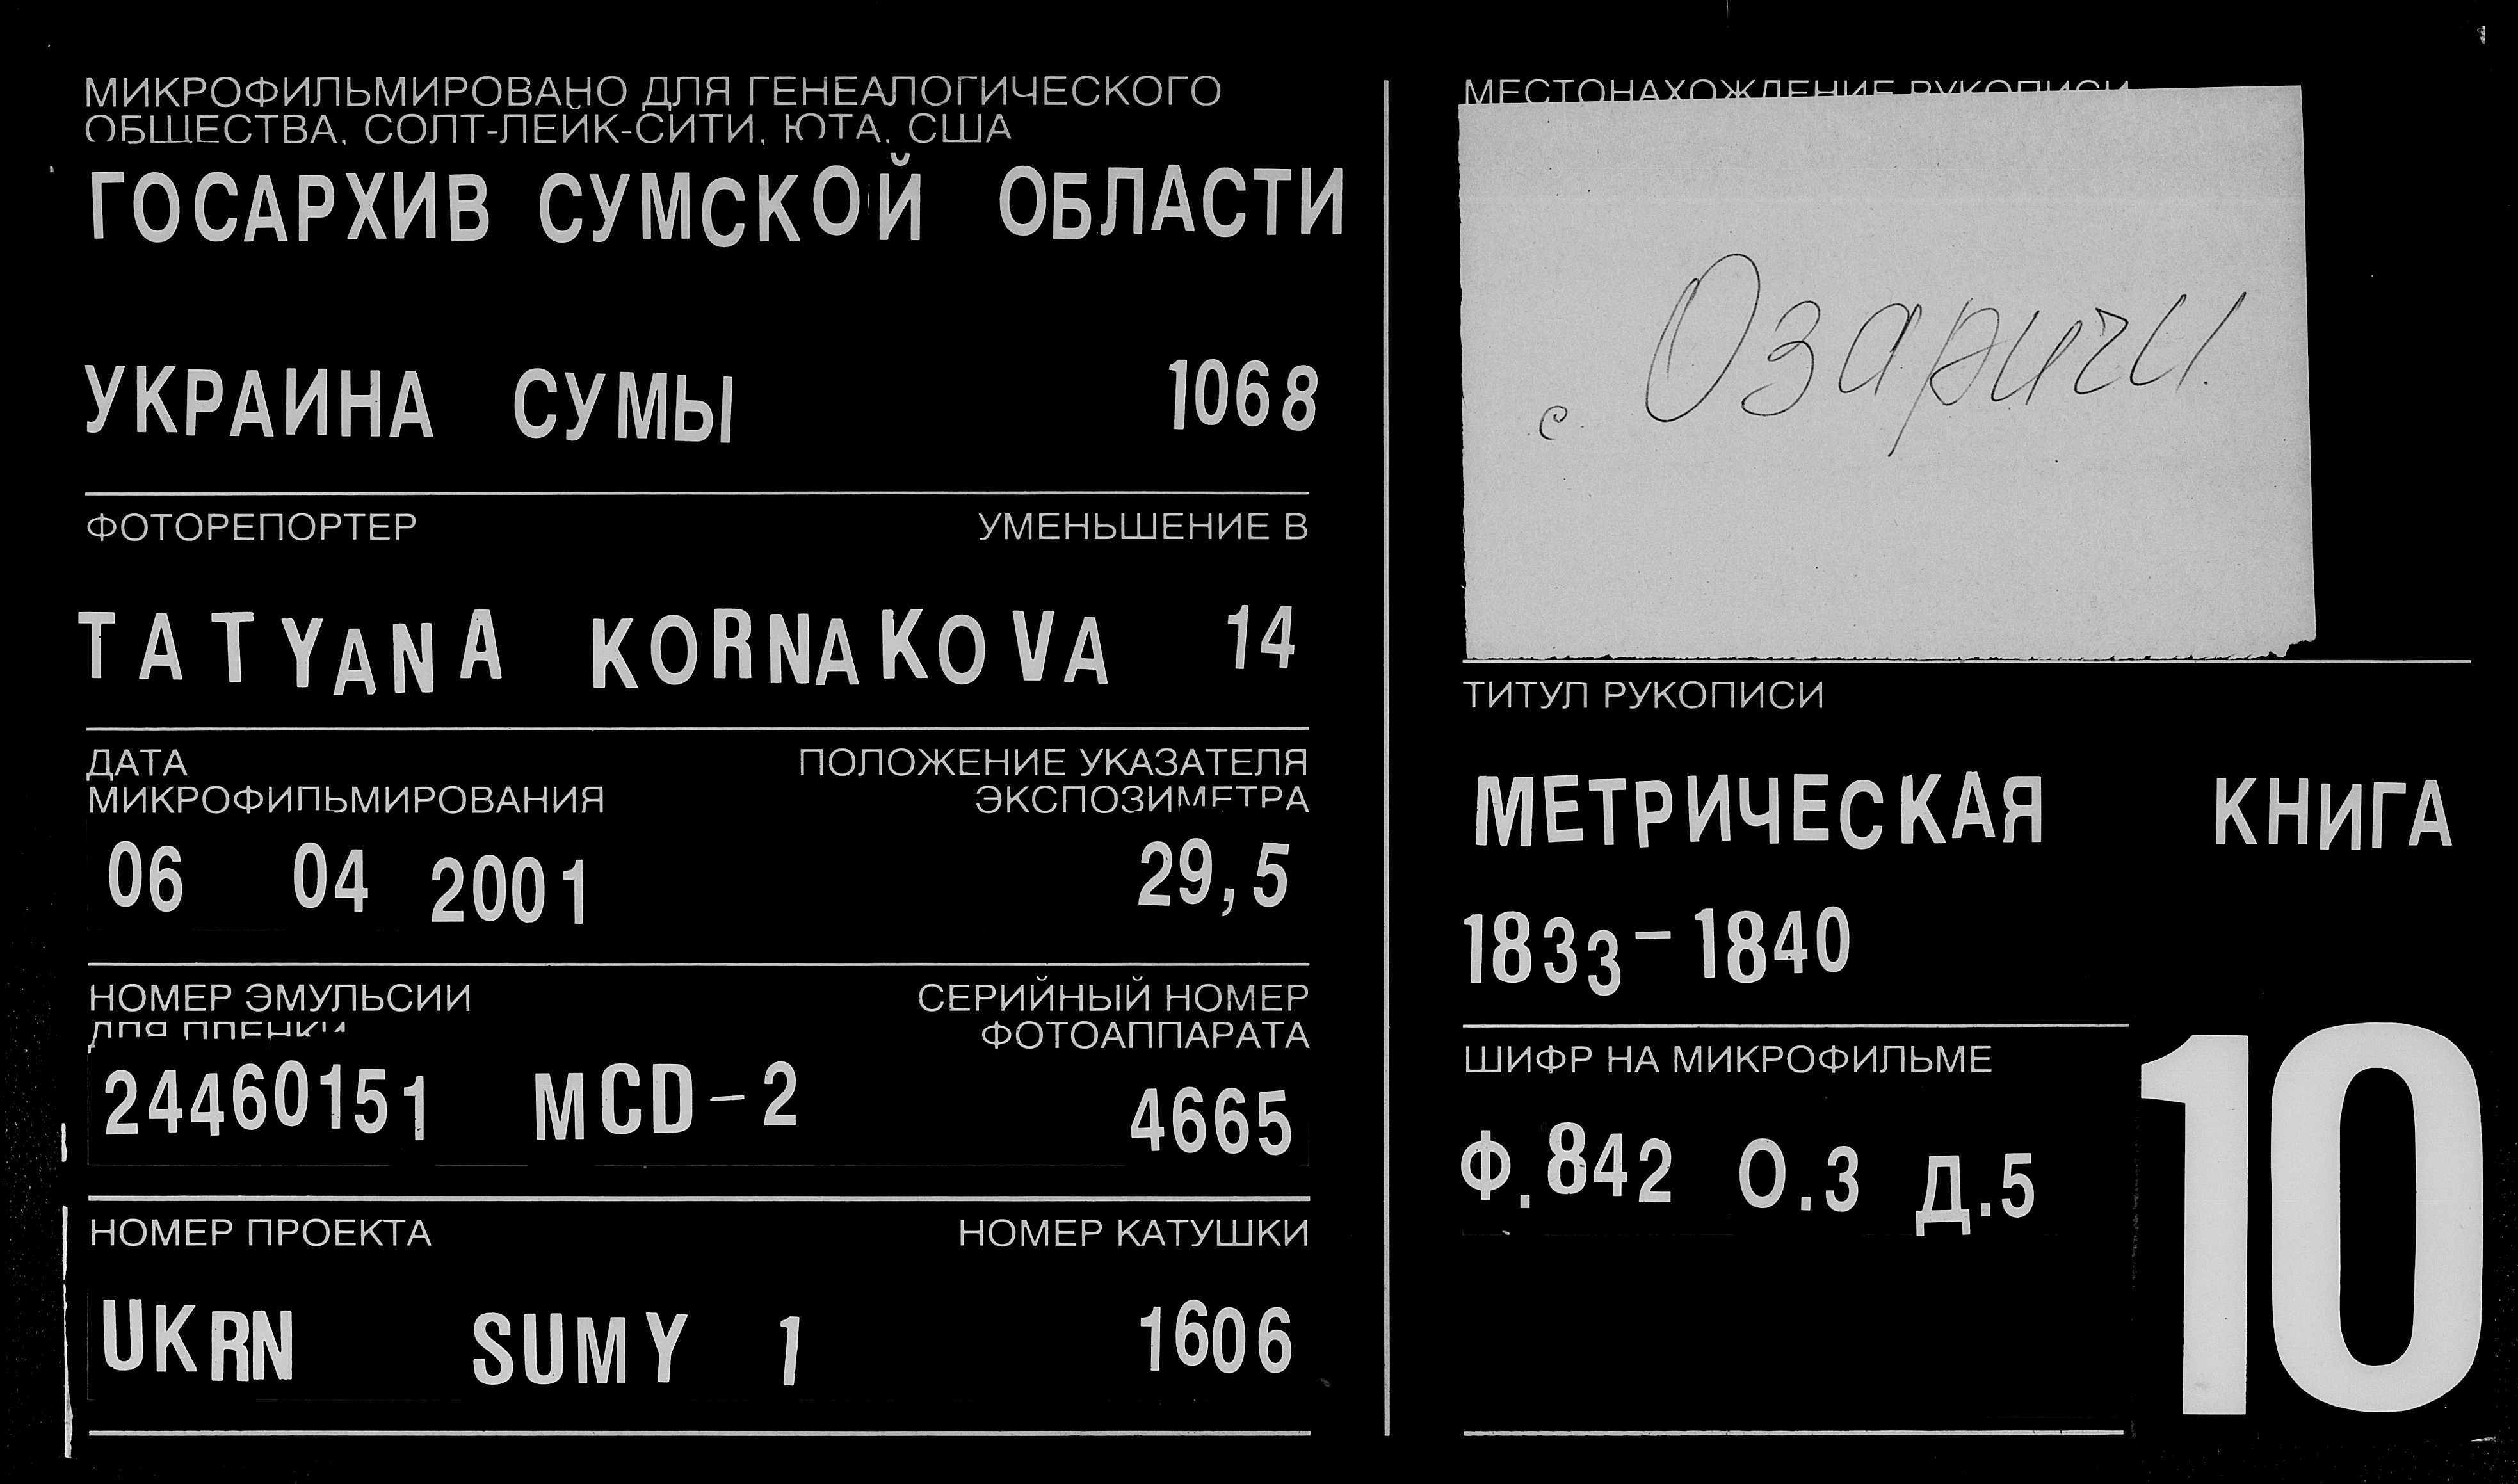 МИКРОФИЛЬМИРОВАНО ДЛЯ ГЕНЕАЛОГИЧЕСКОГО
ОБЩЕСТВА, СОЛТ-ЛЕЙК-СИТИ, ЮТА, США
ГОСАРХИВ СУМСКОЙ ОБЛАСТИ
УКРАИНА СУМЫ 1068
ФОТОРЕПОРТЕР УМЕНЬШЕНИЕ В
TATYANA KORNAKOVA 14
ДАТА ПОЛОЖЕНИЕ УКАЗАТЕЛЯ
МИКРОФИЛЬМИРОВАНИЯ ЭКСПОЗИМЕТРА
06 04 2001 29,5
НОМЕР ЭМУЛЬСИИ СЕРИЙНЫЙ НОМЕР
ДЛЯ ПЛЕНКИ ФОТОАППАРАТА
24460151 MCD-2 4665
НОМЕР ПРОЕКТА НОМЕР КАТУШКИ
UKRN SUMY 1 1606
МЕСТОНАХОЖДЕНИЕ РУКОПИСИ
с. Озаричи.
ТИТУЛ РУКОПИСИ
МЕТРИЧЕСКАЯ КНИГА
1833-1840
ШИФР НА МИКРОФИЛЬМЕ
Ф.842 О.3 Д.5
10